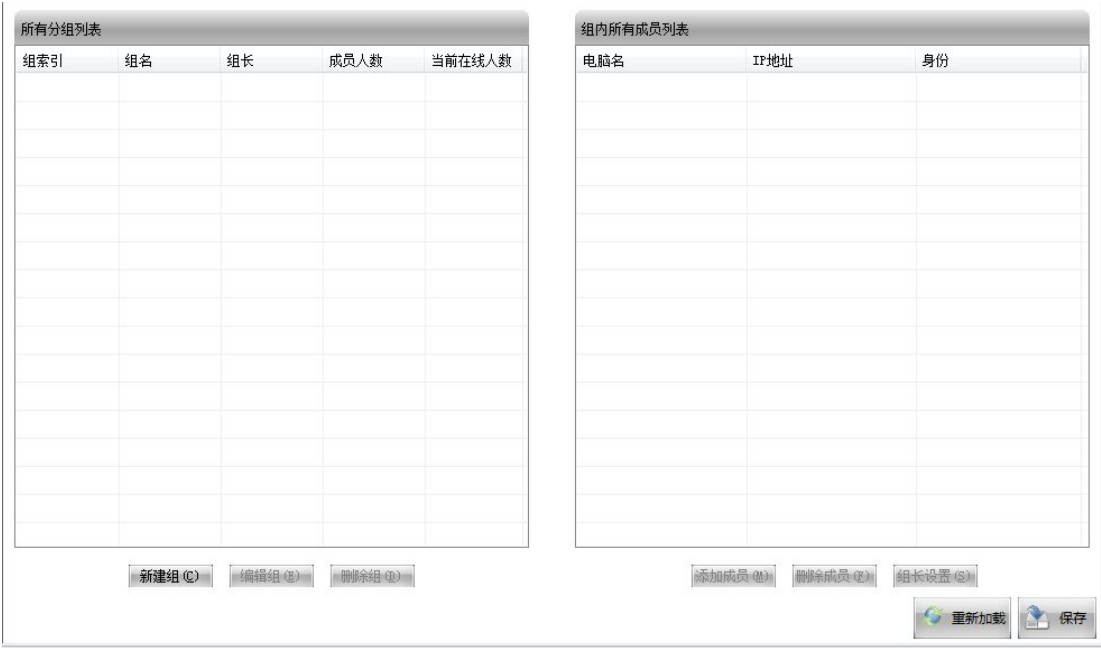 所有分组列表
组索引 组名 组长 成员人数 当前在线人数
新建组(C) 编辑组(E) 删除组(D)
组内所有成员列表
电脑名 IP地址 身份
添加成员(M) 删除成员(F) 组长设置(S)
重新加载 保存